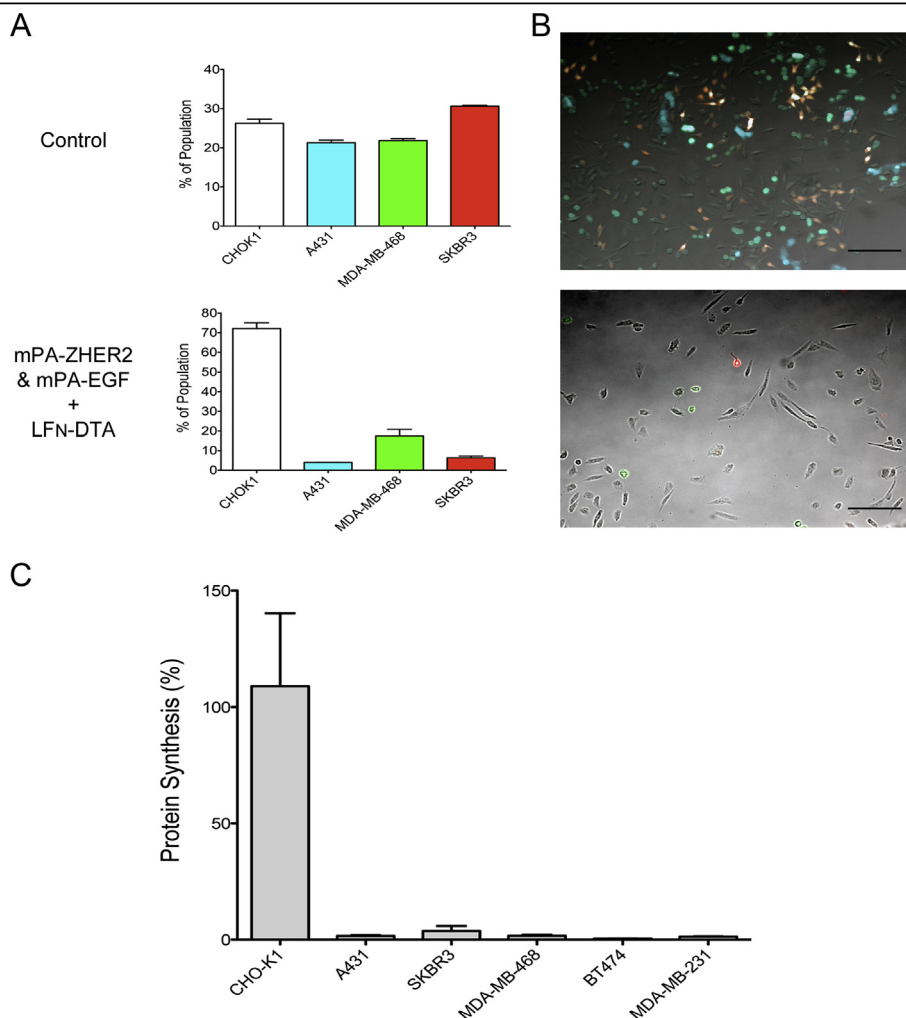 A
B
Control
% of Population
40
30
20
10
0
CHOK1
A431
MDA-MB-468
SKBR3
mPA-ZHER2
& mPA-EGF
+
LFN-DTA
% of Population
80
70
60
50
40
30
20
10
0
CHOK1
A431
MDA-MB-468
SKBR3
C
Protein Synthesis (%)
150
100
50
0
CHO-K1
A431
SKBR3
MDA-MB-468
BT474
MDA-MB-231